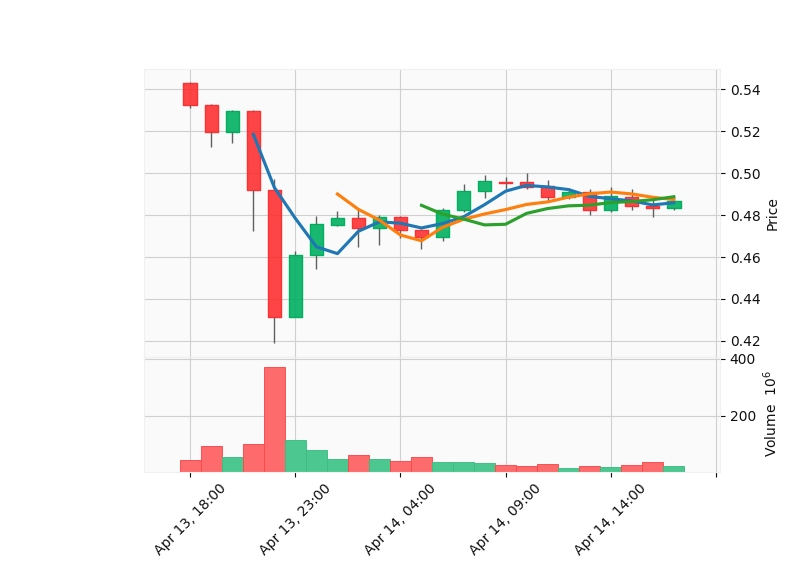 0.54
0.52
0.50
0.48
0.46
0.44
0.42
Price
400
200
Volume 10^6
Apr 13, 18:00
Apr 13, 23:00
Apr 14, 04:00
Apr 14, 09:00
Apr 14, 14:00